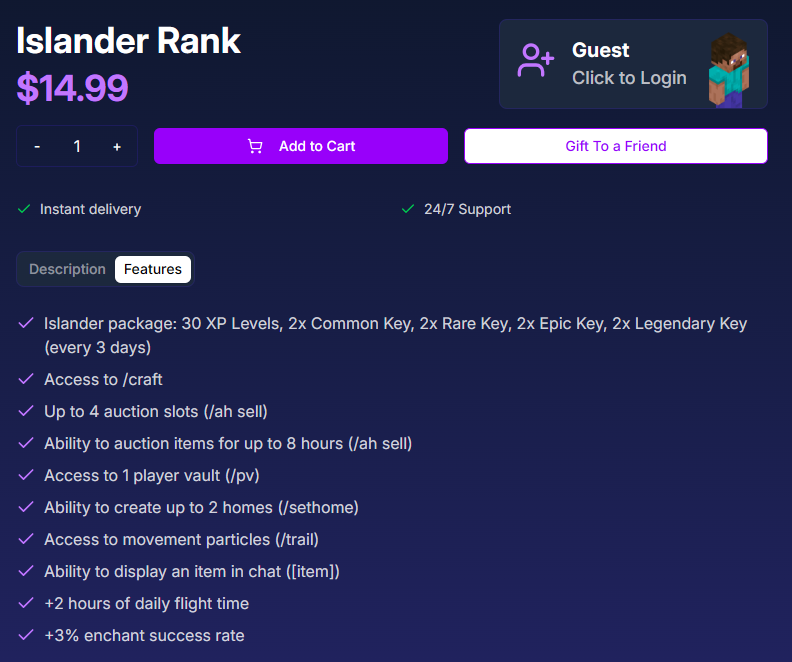 Islander Rank
$14.99
Guest
Click to Login
- 1 +
Add to Cart
Gift To a Friend
Instant delivery
24/7 Support
Description
Features
Islander package: 30 XP Levels, 2x Common Key, 2x Rare Key, 2x Epic Key, 2x Legendary Key
(every 3 days)
Access to /craft
Up to 4 auction slots (/ah sell)
Ability to auction items for up to 8 hours (/ah sell)
Access to 1 player vault (/pv)
Ability to create up to 2 homes (/sethome)
Access to movement particles (/trail)
Ability to display an item in chat ([item])
+2 hours of daily flight time
+3% enchant success rate